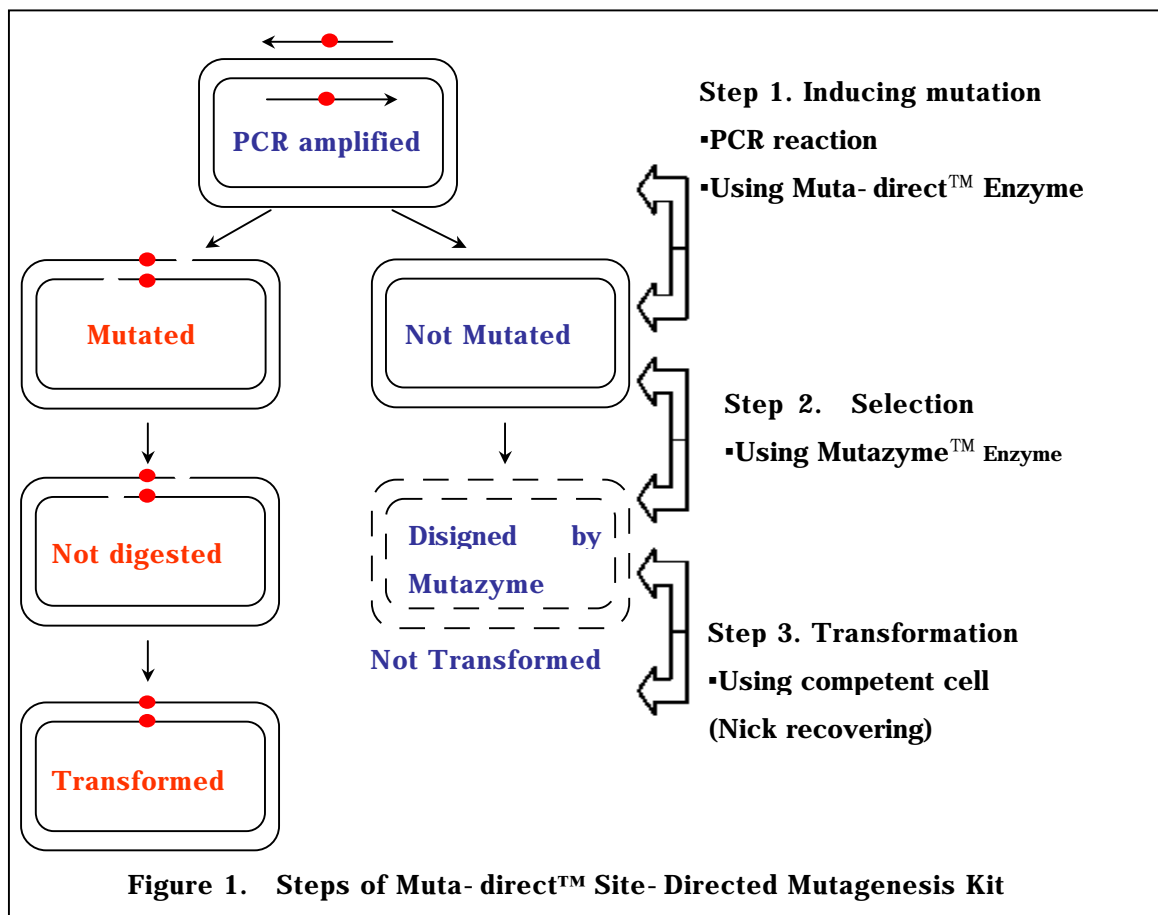 PCR amplified
Step 1. Inducing mutation
▪PCR reaction
▪Using Muta-direct™ Enzyme
Mutated
Not Mutated
Step 2. Selection
▪Using Mutazyme™ Enzyme
Not digested
Disigned by
Mutazyme
Not Transformed
Step 3. Transformation
▪Using competent cell
(Nick recovering)
Transformed
Figure 1. Steps of Muta-direct™ Site-Directed Mutagenesis Kit